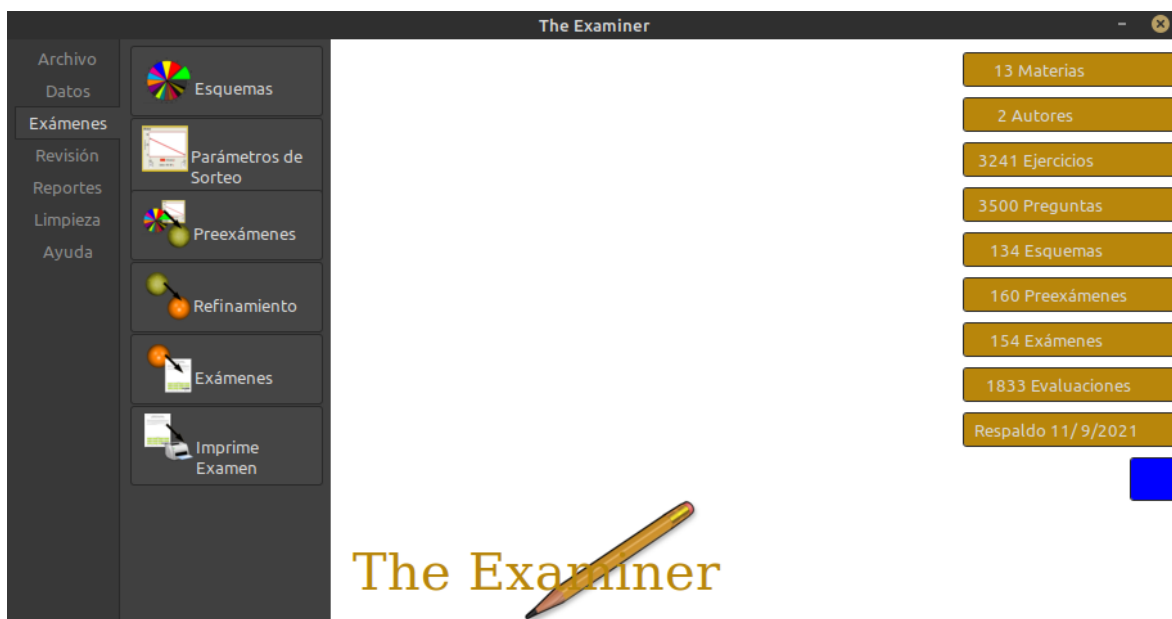 The Examiner
Archivo
Datos
Exámenes
Revisión
Reportes
Limpieza
Ayuda
Esquemas
Parámetros de
Sorteo
Preexámenes
Refinamiento
Exámenes
Imprime
Examen
13 Materias
2 Autores
3241 Ejercicios
3500 Preguntas
134 Esquemas
160 Preexámenes
154 Exámenes
1833 Evaluaciones
Respaldo 11/ 9/2021
The Examiner